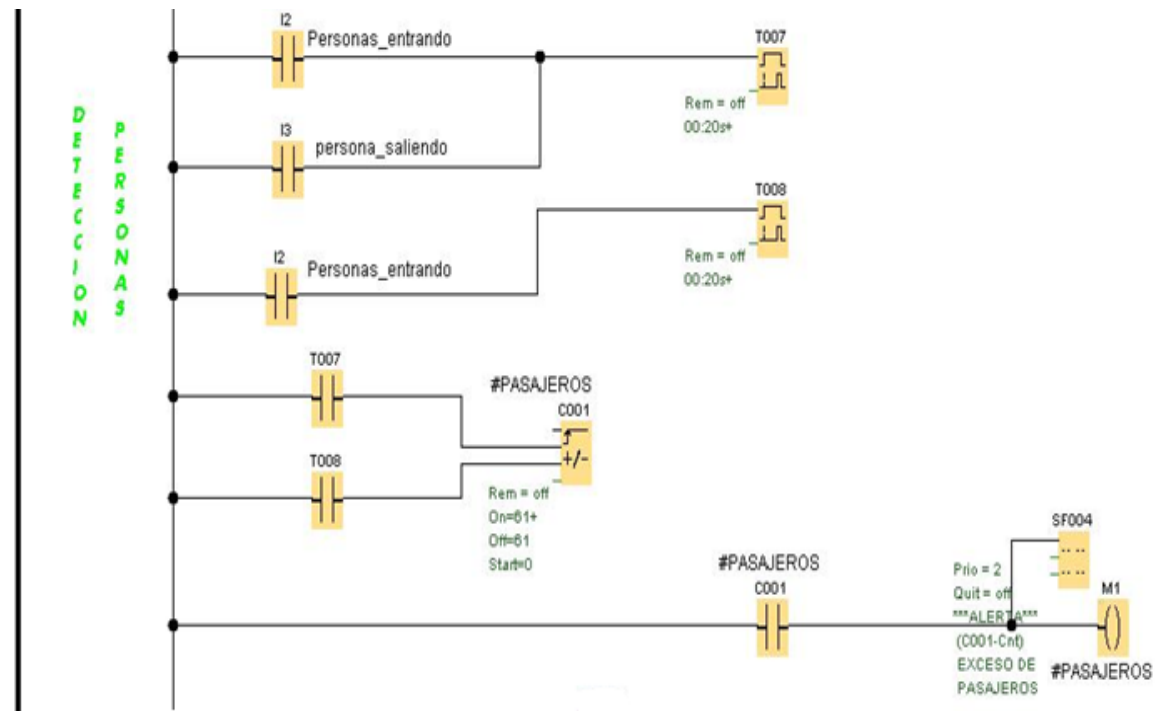 DETECCION
PERSONAS
I2
Personas_entrando
T007
Rem = off
00:20s+
I3
persona_saliendo
T008
Rem = off
00:20s+
I2
Personas_entrando
T007
#PASAJEROS
C001
+/-
T008
Rem = off
On=61+
Off=61
Start=0
#PASAJEROS
C001
SF004
Prio = 2
Quit = off
***ALERTA***
(C001-Cnt)
EXCESO DE
PASAJEROS
M1
#PASAJEROS